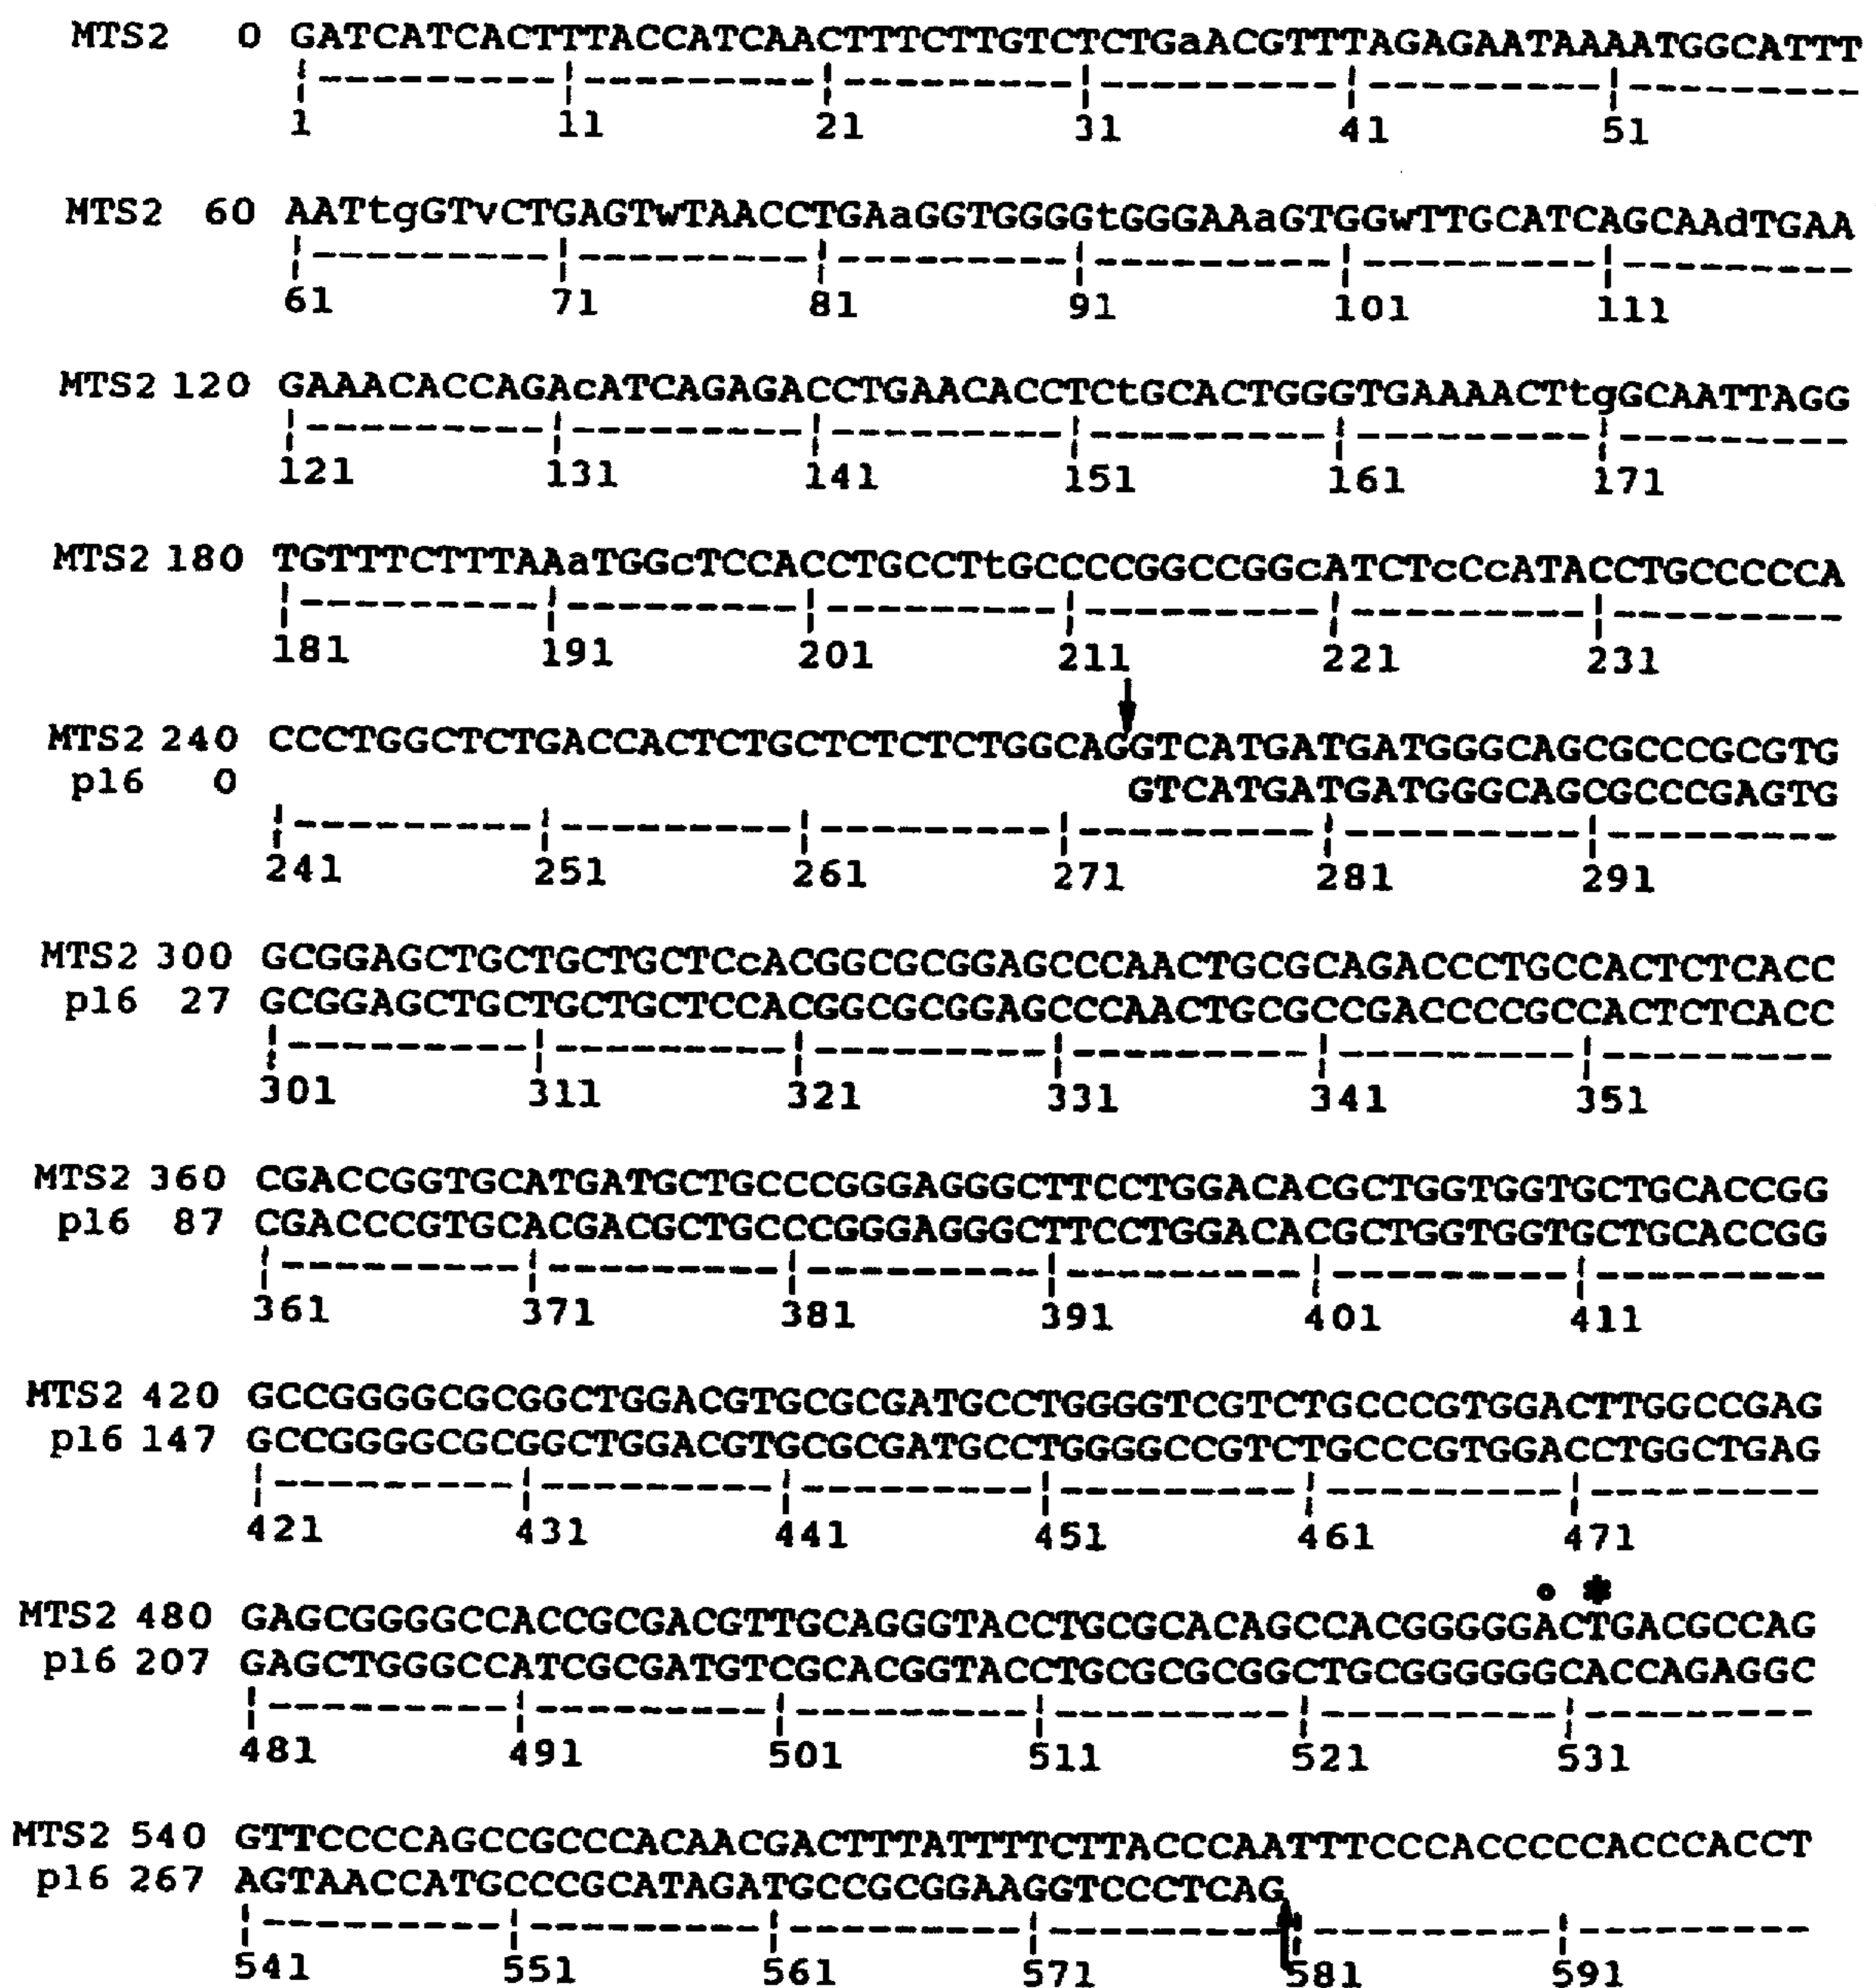 MTS2 0 GATCATCACTTTACCATCAACTTTCTTGTCTCTGaACGTTTAGAGAATAAAATGGCATTT
1 11 21 31 41 51
MTS2 60 AATtgGTvCTGAGTwTAACCTGAaGGTGGGGtGGGAAaGTGGwTTGCATCAGCAAdTGAA
61 71 81 91 101 111
MTS2 120 GAAACACCAGAcATCAGAGACCTGAACACCTCtGCACTGGGTGAAAACTtgGCAATTAGG
121 131 141 151 161 171
MTS2 180 TGTTTCTTTAAaTGGcTCCACCTGCCTtGCCCCGGCCGGcATCTcCcATACCTGCCCCCA
181 191 201 211 221 231
MTS2 240 CCCTGGCTCTGACCACTCTGCTCTCTCTGGCAGGTCATGATGATGGGCAGCGCCCGCGTG
p16 0 GTCATGATGATGGGCAGCGCCCGAGTG
241 251 261 271 281 291
MTS2 300 GCGGAGCTGCTGCTGCTCcACGGCGCGGAGCCCAACTGCGCAGACCCTGCCACTCTCACC
p16 27 GCGGAGCTGCTGCTGCTCCACGGCGCGGAGCCCAACTGCGCCGACCCCGCCACTCTCACC
301 311 321 331 341 351
MTS2 360 CGACCGGTGCATGATGCTGCCCGGGAGGGCTTCCTGGACACGCTGGTGGTGCTGCACCGG
p16 87 CGACCCGTGCACGACGCTGCCCGGGAGGGCTTCCTGGACACGCTGGTGGTGCTGCACCGG
361 371 381 391 401 411
MTS2 420 GCCGGGGCGCGGCTGGACGTGCGCGATGCCTGGGGTCGTCTGCCCGTGGACTTGGCCGAG
p16 147 GCCGGGGCGCGGCTGGACGTGCGCGATGCCTGGGGCCGTCTGCCCGTGGACCTGGCTGAG
421 431 441 451 461 471
° *
MTS2 480 GAGCGGGGCCACCGCGACGTTGCAGGGTACCTGCGCACAGCCACGGGGGACTGACGCCAG
p16 207 GAGCTGGGCCATCGCGATGTCGCACGGTACCTGCGCGCGGCTGCGGGGGGCACCAGAGGC
481 491 501 511 521 531
MTS2 540 GTTCCCCAGCCGCCCACAACGACTTTATTTTCTTACCCAATTTCCCACCCCCACCCACCT
p16 267 AGTAACCATGCCCGCATAGATGCCGCGGAAGGTCCCTCAG
541 551 561 571 581 591